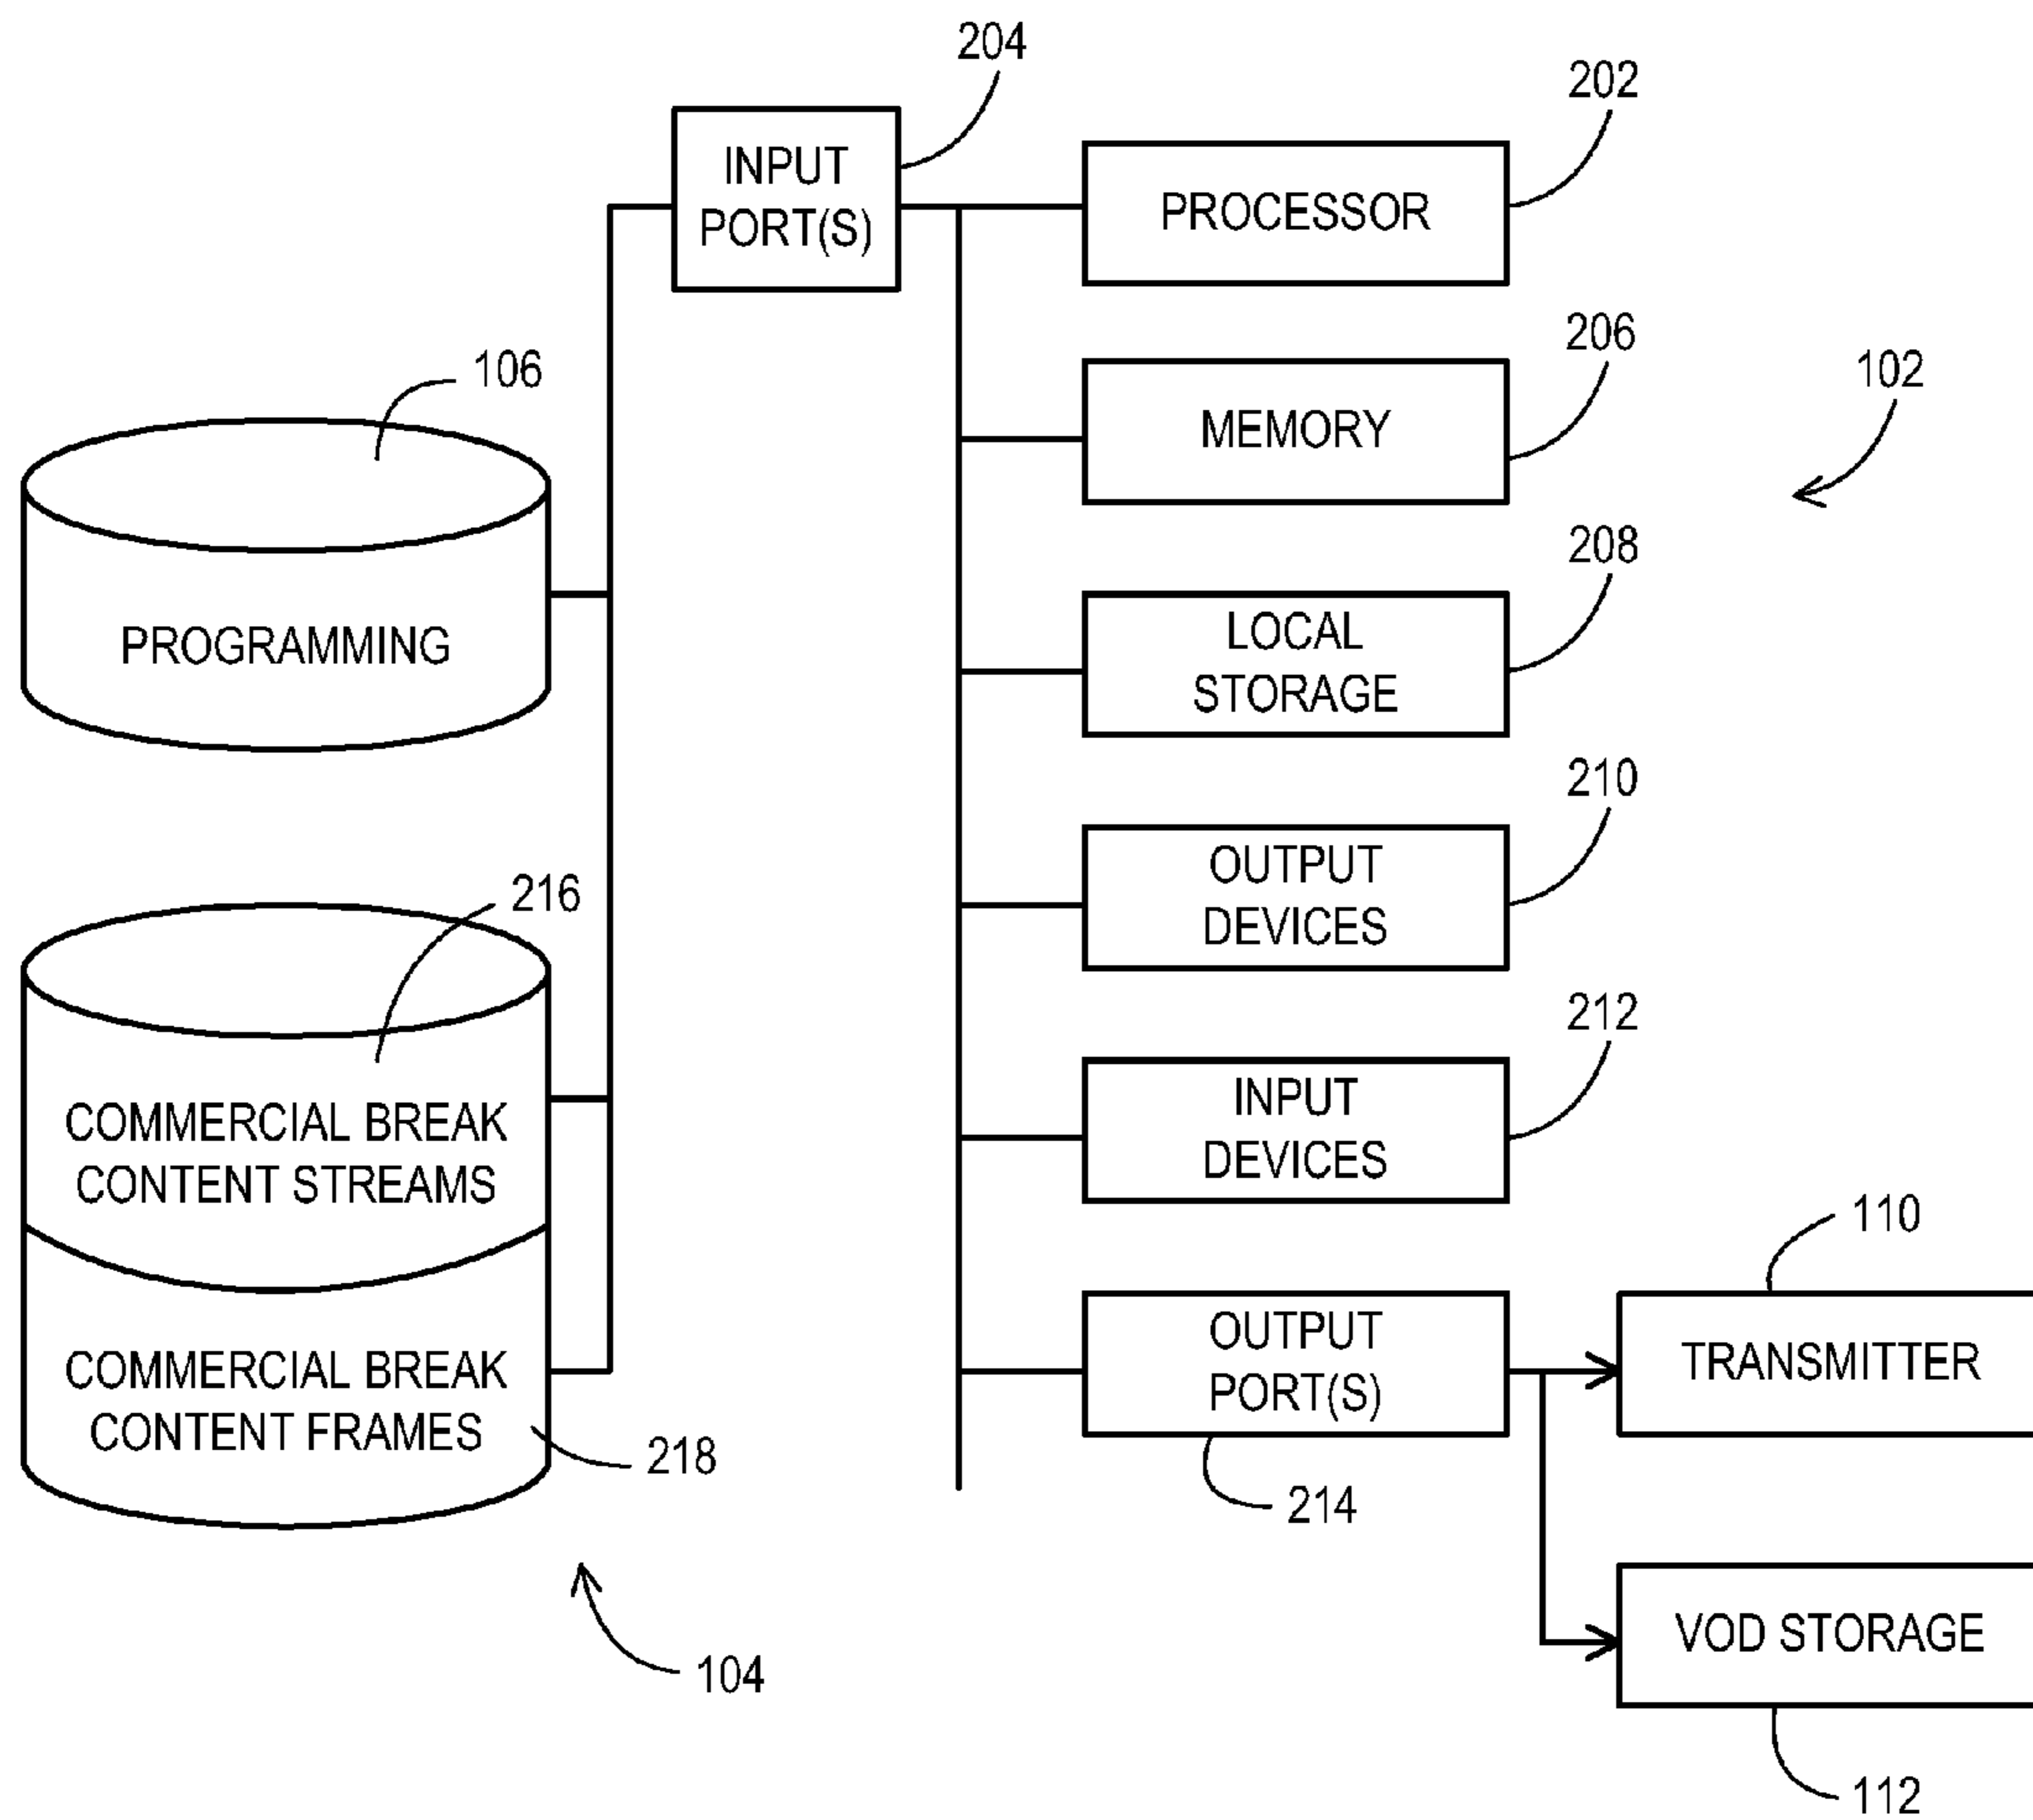 204
202
INPUT
PORT(S)
PROCESSOR
206
102
106
MEMORY
208
LOCAL
STORAGE
PROGRAMMING
210
OUTPUT
DEVICES
216
212
INPUT
DEVICES
COMMERCIAL BREAK
CONTENT STREAMS
110
OUTPUT
PORT(S)
TRANSMITTER
COMMERCIAL BREAK
CONTENT FRAMES
218
214
VOD STORAGE
104
112